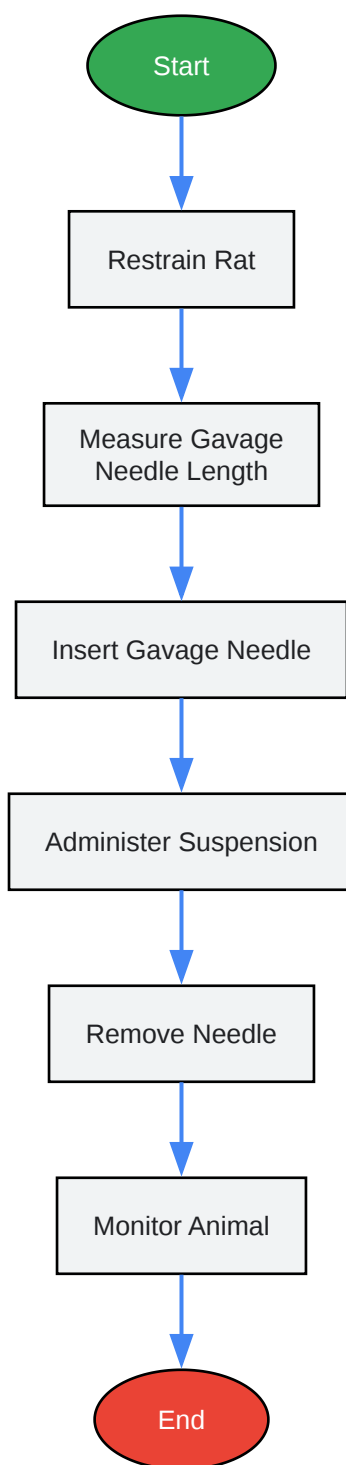 Start
Restrain Rat
Measure Gavage
Needle Length
Insert Gavage Needle
Administer Suspension
Remove Needle
Monitor Animal
End